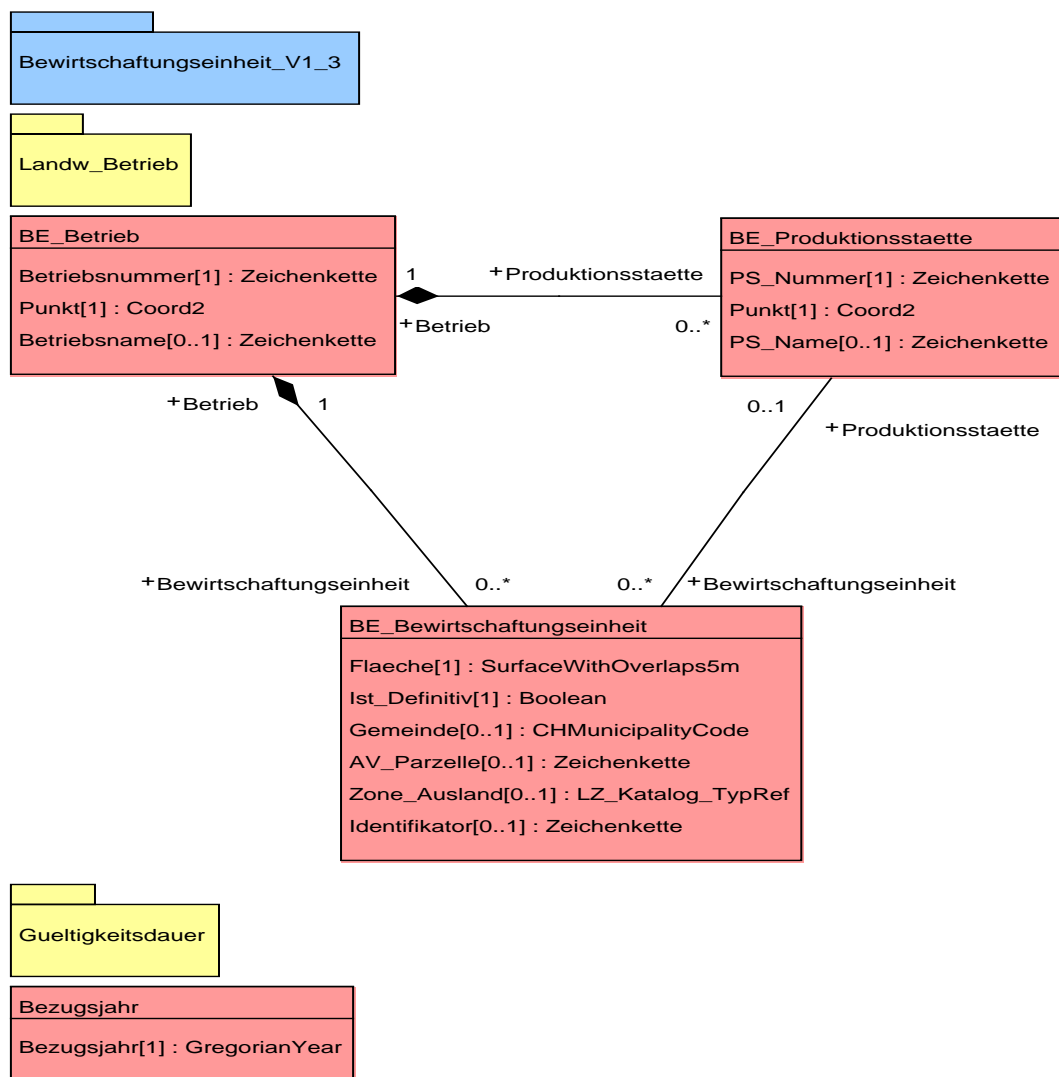 Bewirtschaftungseinheit_V1_3
Landw_Betrieb
BE_Betrieb
Betriebsnummer[1] : Zeichenkette
Punkt[1] : Coord2
Betriebsname[0..1] : Zeichenkette
1
+Produktionsstaette
+Betrieb
0..*
BE_Produktionsstaette
PS_Nummer[1] : Zeichenkette
Punkt[1] : Coord2
PS_Name[0..1] : Zeichenkette
+Betrieb
1
0..1
+Produktionsstaette
+Bewirtschaftungseinheit
0..*
0..*
+Bewirtschaftungseinheit
BE_Bewirtschaftungseinheit
Flaeche[1] : SurfaceWithOverlaps5m
Ist_Definitiv[1] : Boolean
Gemeinde[0..1] : CHMunicipalityCode
AV_Parzelle[0..1] : Zeichenkette
Zone_Ausland[0..1] : LZ_Katalog_TypRef
Identifikator[0..1] : Zeichenkette
Gueltigkeitsdauer
Bezugsjahr
Bezugsjahr[1] : GregorianYear